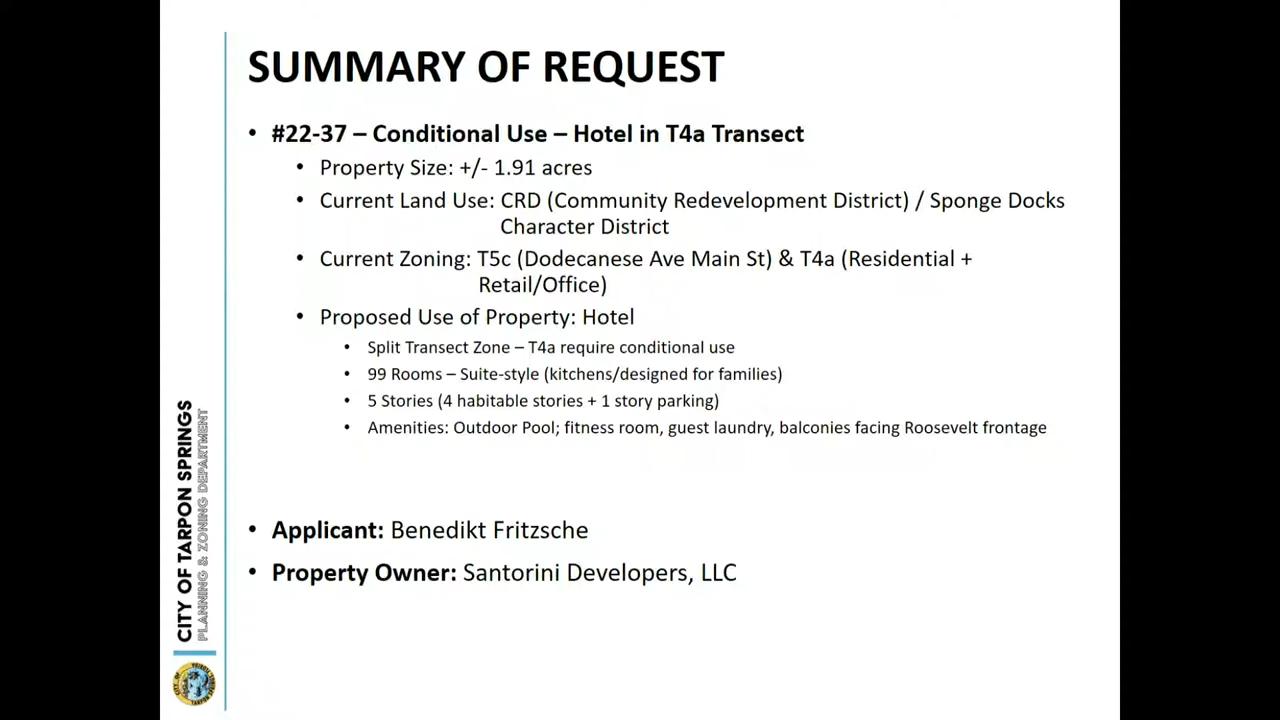 SUMMARY OF REQUEST
• #22-37 – Conditional Use – Hotel in T4a Transect
• Property Size: +/- 1.91 acres
• Current Land Use: CRD (Community Redevelopment District) / Sponge Docks
Character District
• Current Zoning: T5c (Dodecanese Ave Main St) & T4a (Residential +
Retail/Office)
• Proposed Use of Property: Hotel
• Split Transect Zone – T4a require conditional use
• 99 Rooms – Suite-style (kitchens/designed for families)
• 5 Stories (4 habitable stories + 1 story parking)
• Amenities: Outdoor Pool; fitness room, guest laundry, balconies facing Roosevelt frontage
• Applicant: Benedikt Fritzsche
• Property Owner: Santorini Developers, LLC
CITY OF TARPON SPRINGS
PLANNING & ZONING DEPARTMENT